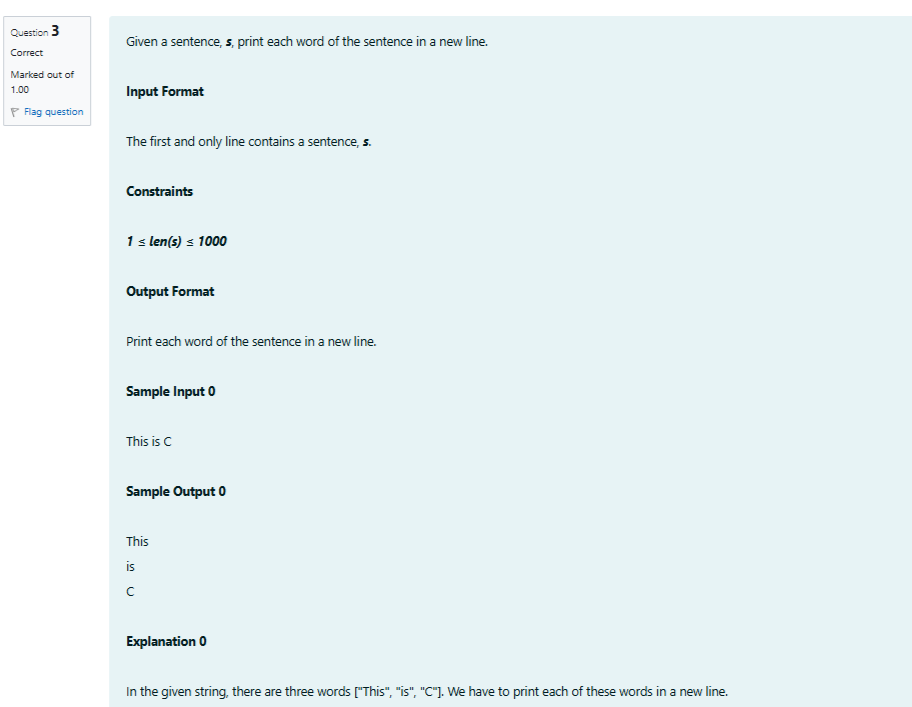 Question 3
Correct
Marked out of
1.00
Flag question
Given a sentence, s, print each word of the sentence in a new line.
Input Format
The first and only line contains a sentence, s.
Constraints
1 ≤ len(s) ≤ 1000
Output Format
Print each word of the sentence in a new line.
Sample Input 0
This is C
Sample Output 0
This
is
C
Explanation 0
In the given string, there are three words ["This", "is", "C"]. We have to print each of these words in a new line.